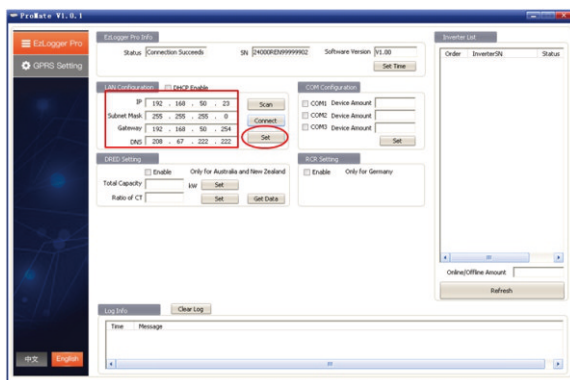 ProMate V1.0.1
EzLogger Pro
GPRS Setting
EzLogger Pro Info
Status Connection Succeeds SN 24000REN99999902 Software Version V1.00
Set Time
LAN Configuration DHCP Enable
IP 192 . 168 . 50 . 23 Scan
Subnet Mask 255 . 255 . 255 . 0 Connect
Gateway 192 . 168 . 50 . 254
DNS 208 . 67 . 222 . 222 Set
COM Configuration
COM1 Device Amount
COM2 Device Amount
COM3 Device Amount
Set
DRED Setting
Enable Only for Australia and New Zealand
Total Capacity kW Set
Ratio of CT Set Get Data
RCR Setting
Enable Only for Germany
Inverter List
Order InverterSN Status
Online/Offline Amount
Refresh
Log Info Clear Log
Time Message
中文 English